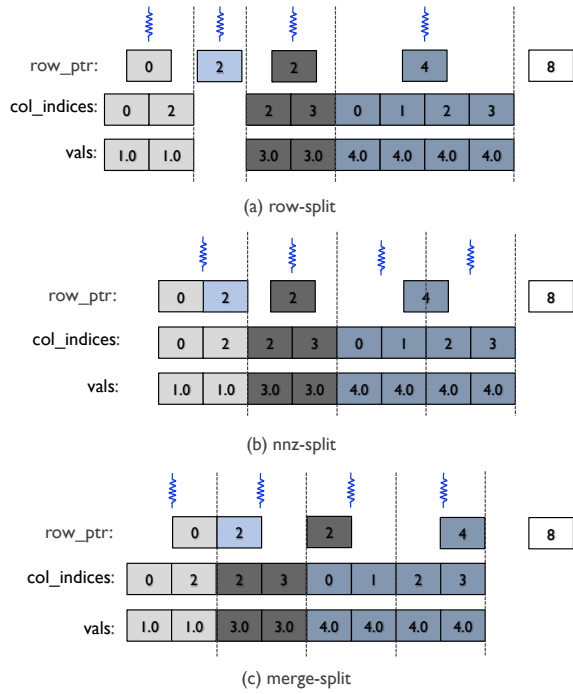 row_ptr: 0 2 2 4 8
col_indices: 0 2 2 3 0 1 2 3
vals: 1.0 1.0 3.0 3.0 4.0 4.0 4.0 4.0
(a) row-split
row_ptr: 0 2 2 4 8
col_indices: 0 2 2 3 0 1 2 3
vals: 1.0 1.0 3.0 3.0 4.0 4.0 4.0 4.0
(b) nnz-split
row_ptr: 0 2 2 4 8
col_indices: 0 2 2 3 0 1 2 3
vals: 1.0 1.0 3.0 3.0 4.0 4.0 4.0 4.0
(c) merge-split